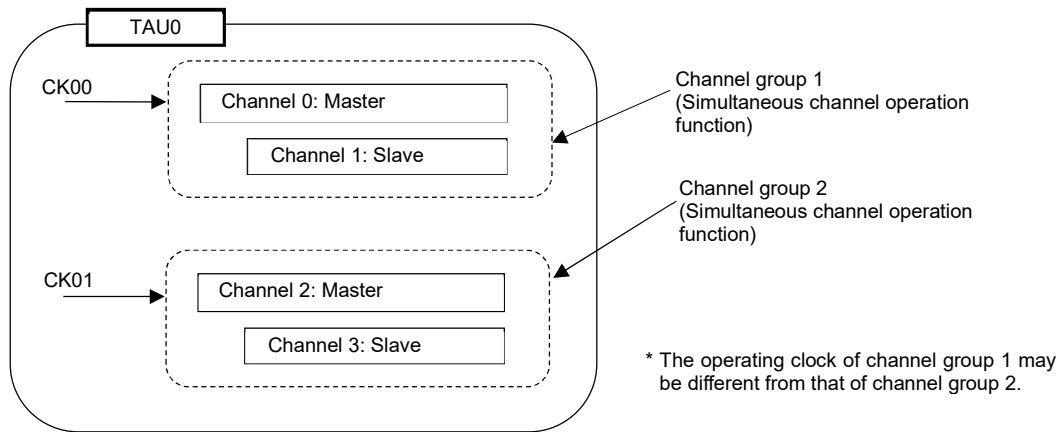 TAU0
CK00
Channel 0: Master
Channel 1: Slave
Channel group 1
(Simultaneous channel operation
function)
Channel group 2
(Simultaneous channel operation
function)
CK01
Channel 2: Master
Channel 3: Slave
* The operating clock of channel group 1 may
be different from that of channel group 2.